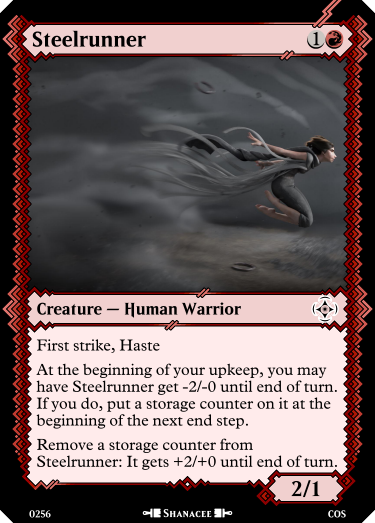 Steelrunner 1
Creature — Human Warrior
First strike, Haste
At the beginning of your upkeep, you may
have Steelrunner get -2/-0 until end of turn.
If you do, put a storage counter on it at the
beginning of the next end step.
Remove a storage counter from
Steelrunner: It gets +2/+0 until end of turn.
2/1
0256 Shanacee COS